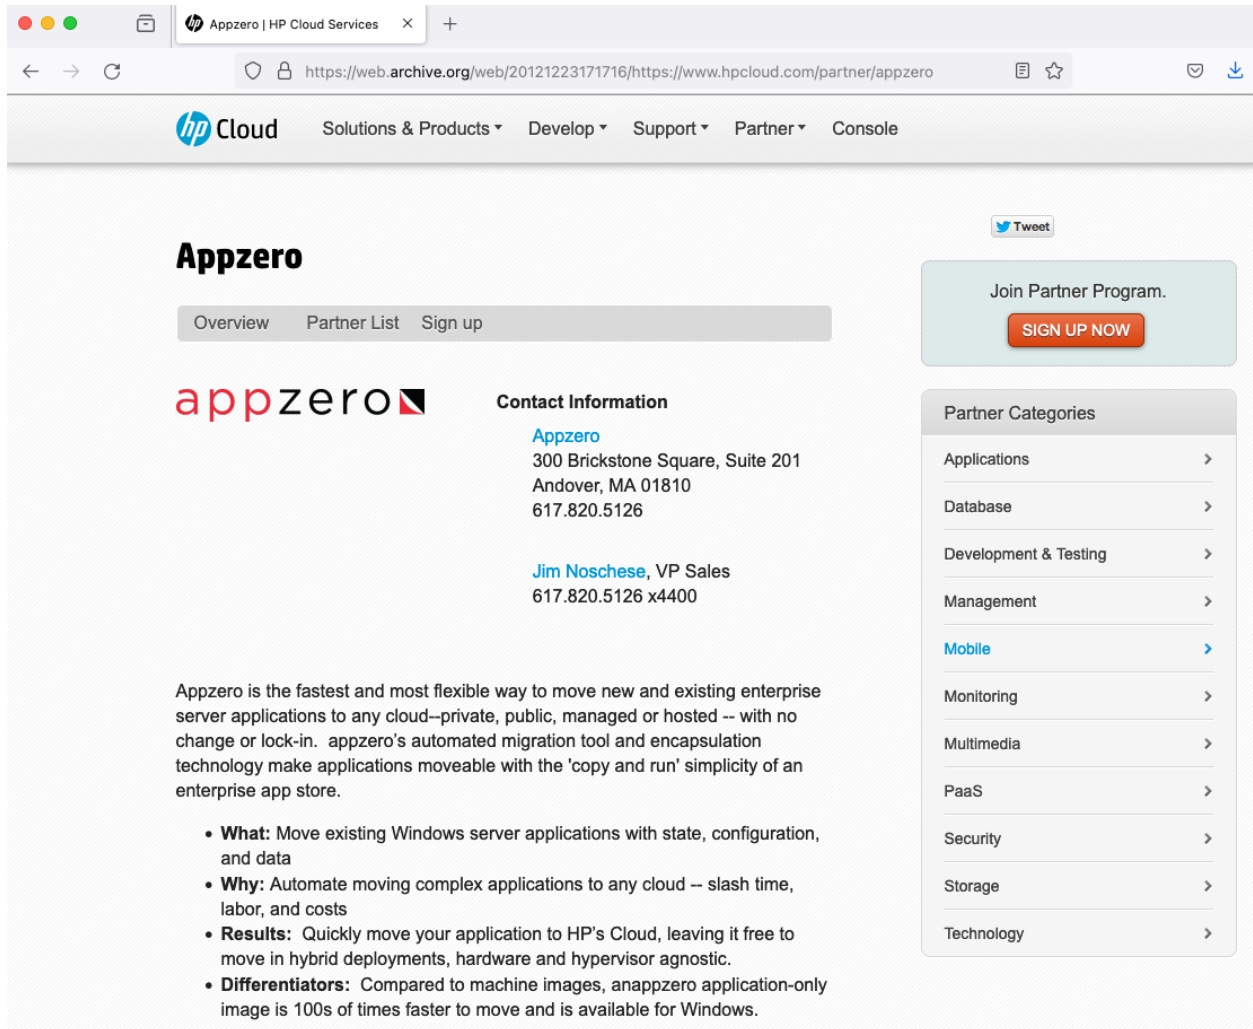 Appzero | HP Cloud Services
https://web.archive.org/web/20121223171716/https://www.hpcloud.com/partner/appzero
hp Cloud Solutions & Products Develop Support Partner Console
Tweet
Appzero
Overview Partner List Sign up
Join Partner Program.
SIGN UP NOW
appzero
Contact Information
Appzero
300 Brickstone Square, Suite 201
Andover, MA 01810
617.820.5126
Jim Noschese, VP Sales
617.820.5126 x4400
Appzero is the fastest and most flexible way to move new and existing enterprise
server applications to any cloud--private, public, managed or hosted -- with no
change or lock-in.  appzero's automated migration tool and encapsulation
technology make applications moveable with the 'copy and run' simplicity of an
enterprise app store.
• What: Move existing Windows server applications with state, configuration,
and data
• Why: Automate moving complex applications to any cloud -- slash time,
labor, and costs
• Results:  Quickly move your application to HP's Cloud, leaving it free to
move in hybrid deployments, hardware and hypervisor agnostic.
• Differentiators:  Compared to machine images, anappzero application-only
image is 100s of times faster to move and is available for Windows.
Partner Categories
Applications
Database
Development & Testing
Management
Mobile
Monitoring
Multimedia
PaaS
Security
Storage
Technology